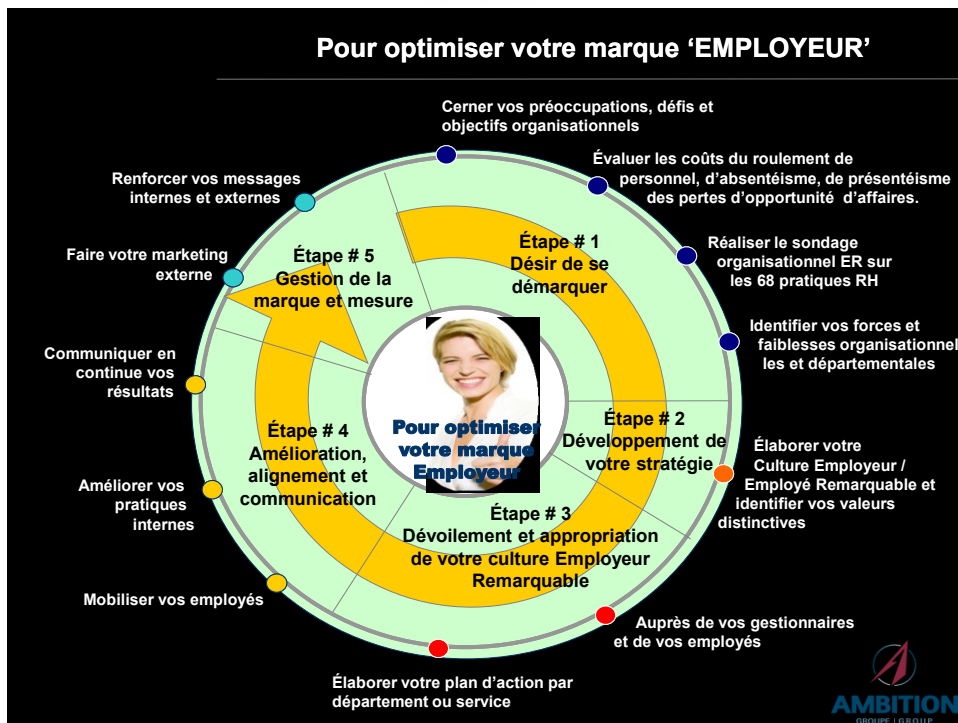 Pour optimiser votre marque ‘EMPLOYEUR’
Cerner vos préoccupations, défis et
objectifs organisationnels
Évaluer les coûts du roulement de
personnel, d’absentéisme, de présentéisme
des pertes d’opportunité d’affaires.
Réaliser le sondage
organisationnel ER sur
les 68 pratiques RH
Identifier vos forces et
faiblesses organisationnel
les et départementales
Élaborer votre
Culture Employeur /
Employé Remarquable et
identifier vos valeurs
distinctives
Auprès de vos gestionnaires
et de vos employés
Élaborer votre plan d’action par
département ou service
Mobiliser vos employés
Améliorer vos
pratiques
internes
Communiquer en
continue vos
résultats
Faire votre marketing
externe
Renforcer vos messages
internes et externes
Étape # 1
Désir de se
démarquer
Étape # 2
Développement de
votre stratégie
Étape # 3
Dévoilement et appropriation
de votre culture Employeur
Remarquable
Étape # 4
Amélioration,
alignement et
communication
Étape # 5
Gestion de la
marque et mesure
Pour optimiser
votre marque
Employeur
AMBITION
GROUPE | GROUP